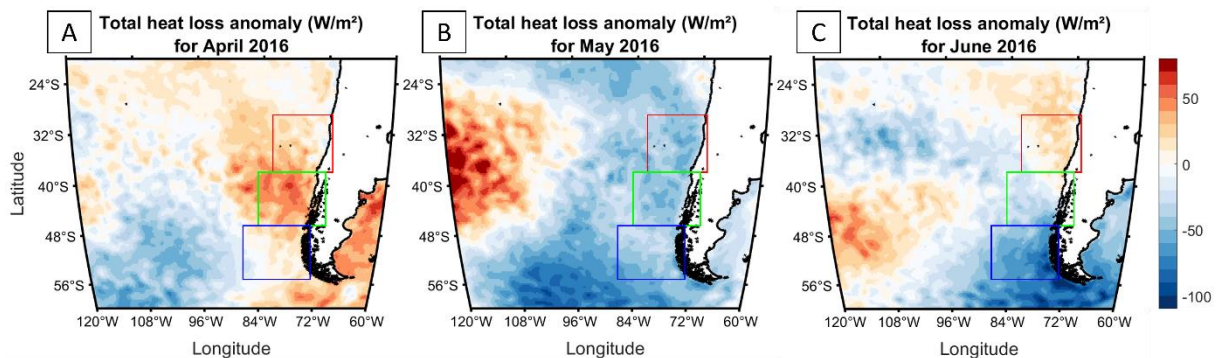 A
Total heat loss anomaly (W/m²)
for April 2016
24°S
32°S
40°S
48°S
56°S
120°W 108°W 96°W 84°W 72°W 60°W
Latitude
Longitude
B
Total heat loss anomaly (W/m²)
for May 2016
24°S
32°S
40°S
48°S
56°S
120°W 108°W 96°W 84°W 72°W 60°W
Longitude
C
Total heat loss anomaly (W/m²)
for June 2016
24°S
32°S
40°S
48°S
56°S
120°W 108°W 96°W 84°W 72°W 60°W
Longitude
50
0
-50
-100